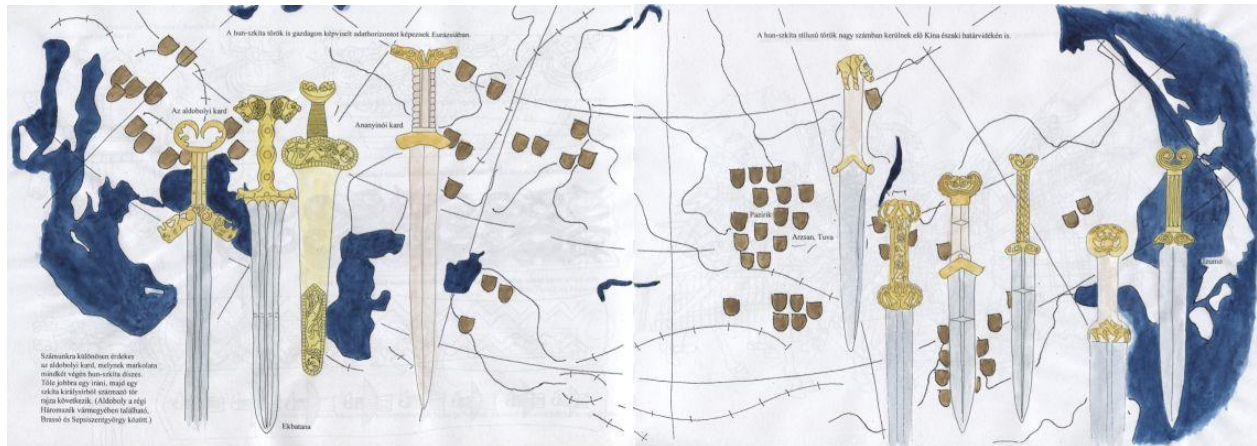 A hun-szkíta tőrök is gazdagon képviselt adathorizontot képeznek Eurázsiában.
Az aldobolyi kard
Ananyinói kard
Számunkra különösen érdekes
az aldobolyi kard, melynek markolata
mindkét végén hun-szkíta díszes.
Tőle jobbra egy iráni, majd egy
szkíta királysírból származó tőr
rajza következik. (Aldoboly a régi
Háromszék vármegyében található,
Brassó és Sepsiszentgyörgy között.)
Ekbatana
A hun-szkíta stílusú tőrök nagy számban kerülnek elő Kína északi határvidékén is.
Pazirik
Arzsan, Tuva
Izumo